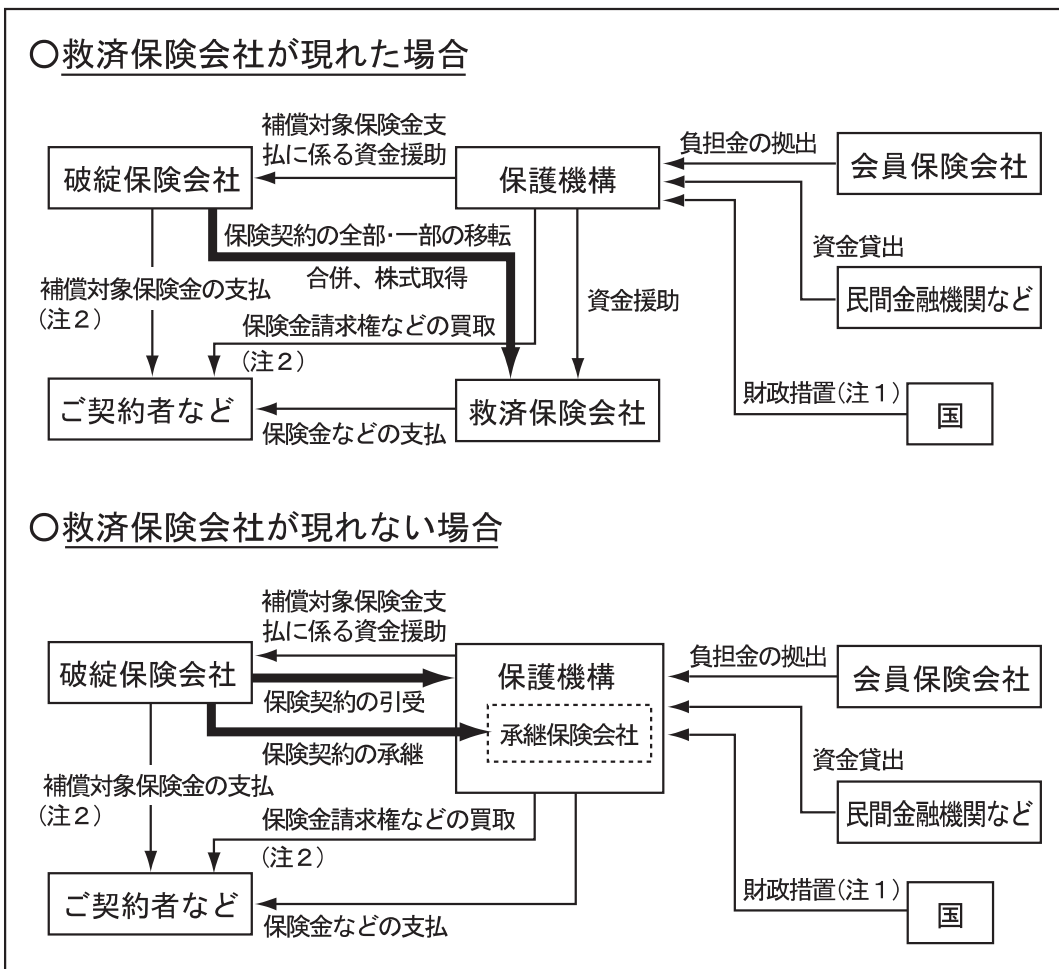 ○救済保険会社が現れた場合
補償対象保険金支
払に係る資金援助
負担金の拠出
会員保険会社
破綻保険会社
保護機構
保険契約の全部・一部の移転
合併、株式取得
資金貸出
民間金融機関など
補償対象保険金の支払
(注2)
資金援助
保険金請求権などの買取
(注2)
財政措置(注1)
国
ご契約者など
救済保険会社
保険金などの支払
○救済保険会社が現れない場合
補償対象保険金支
払に係る資金援助
負担金の拠出
会員保険会社
破綻保険会社
保護機構
保険契約の引受
承継保険会社
保険契約の承継
資金貸出
民間金融機関など
補償対象保険金の支払
(注2)
保険金請求権などの買取
(注2)
財政措置(注1)
国
ご契約者など
保険金などの支払